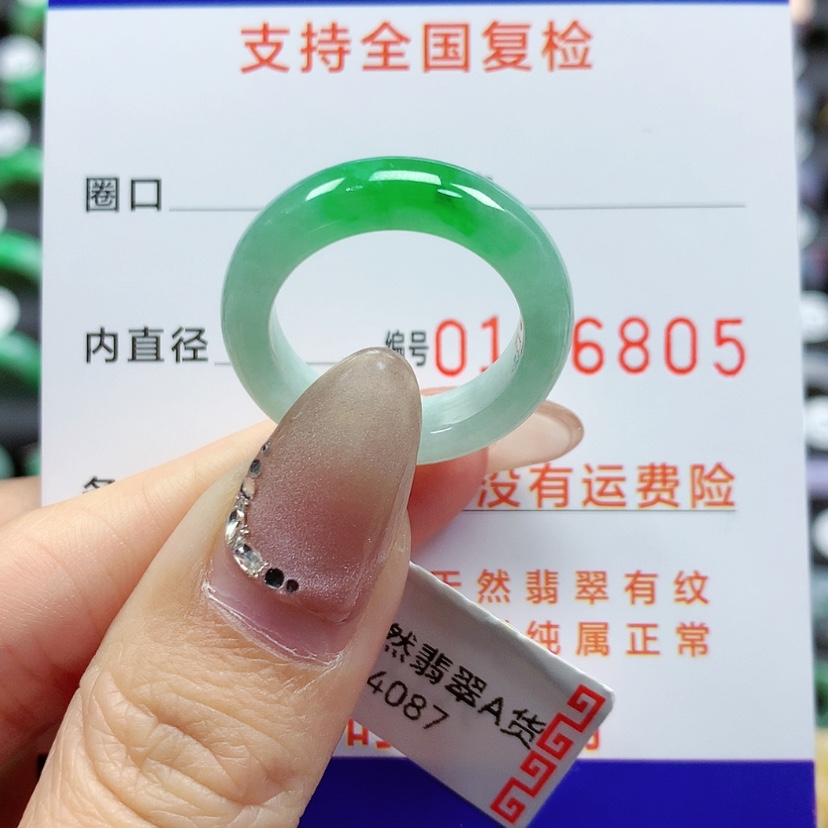 支持全国复检
圈口
内直径
编号01 6805
没有运费险
然翡翠有纹
纯属正常
然翡翠A货
4087